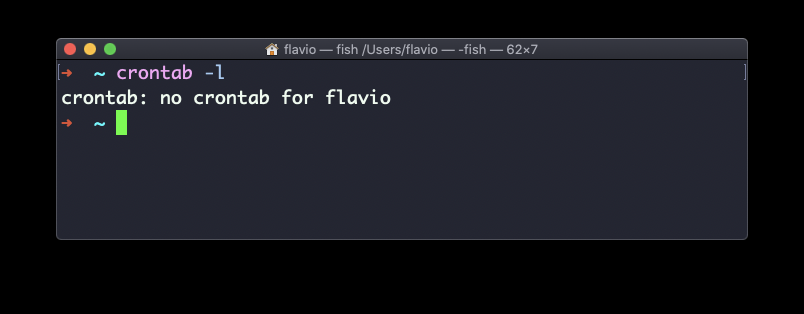 flavio — fish /Users/flavio — -fish — 62×7
➜ ~ crontab -l
crontab: no crontab for flavio
➜ ~